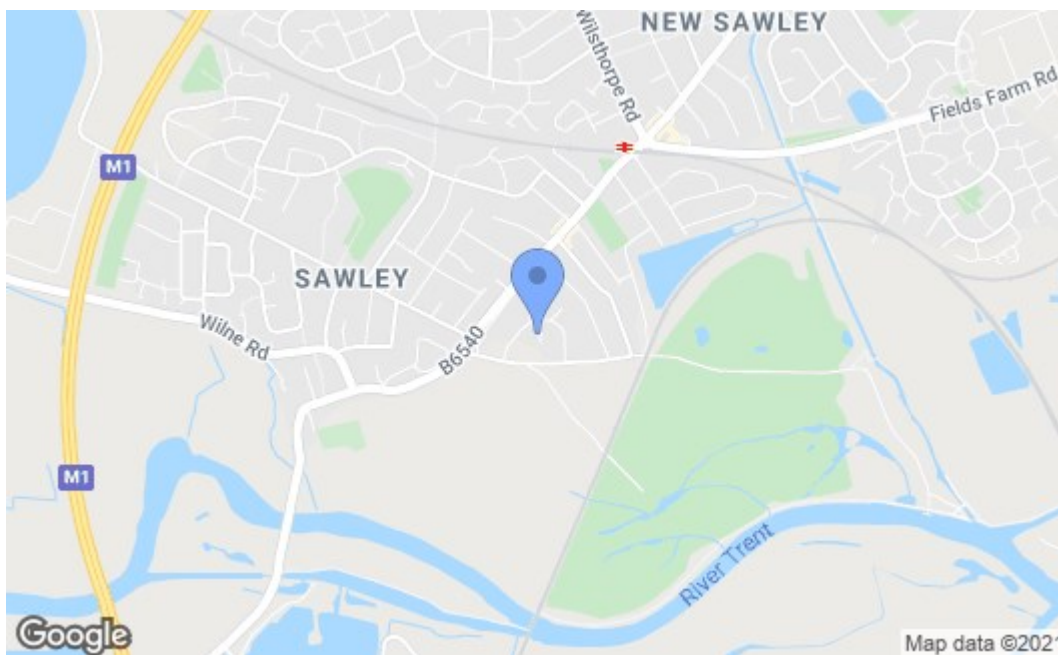 NEW SAWLEY
Wilsthorpe Rd
Fields Farm Rd
M1
SAWLEY
Wilne Rd
B6540
M1
River Trent
Google
Map data ©2021